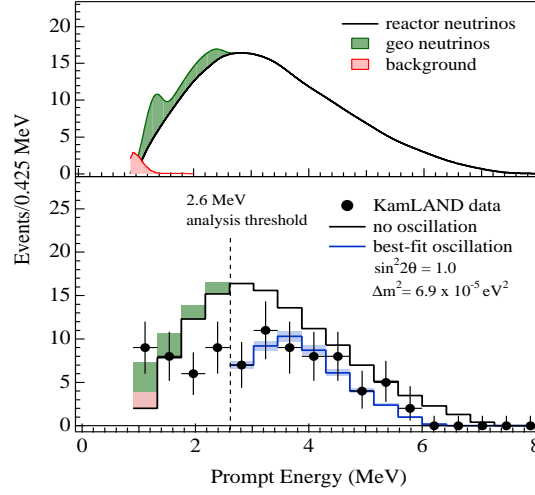 20
15
10
5
0
reactor neutrinos
geo neutrinos
background
Events/0.425 MeV
25
20
15
10
5
0
2.6 MeV
analysis threshold
KamLAND data
no oscillation
best-fit oscillation
sin²2θ = 1.0
Δm² = 6.9 x 10⁻⁵ eV²
0 2 4 6 8
Prompt Energy (MeV)